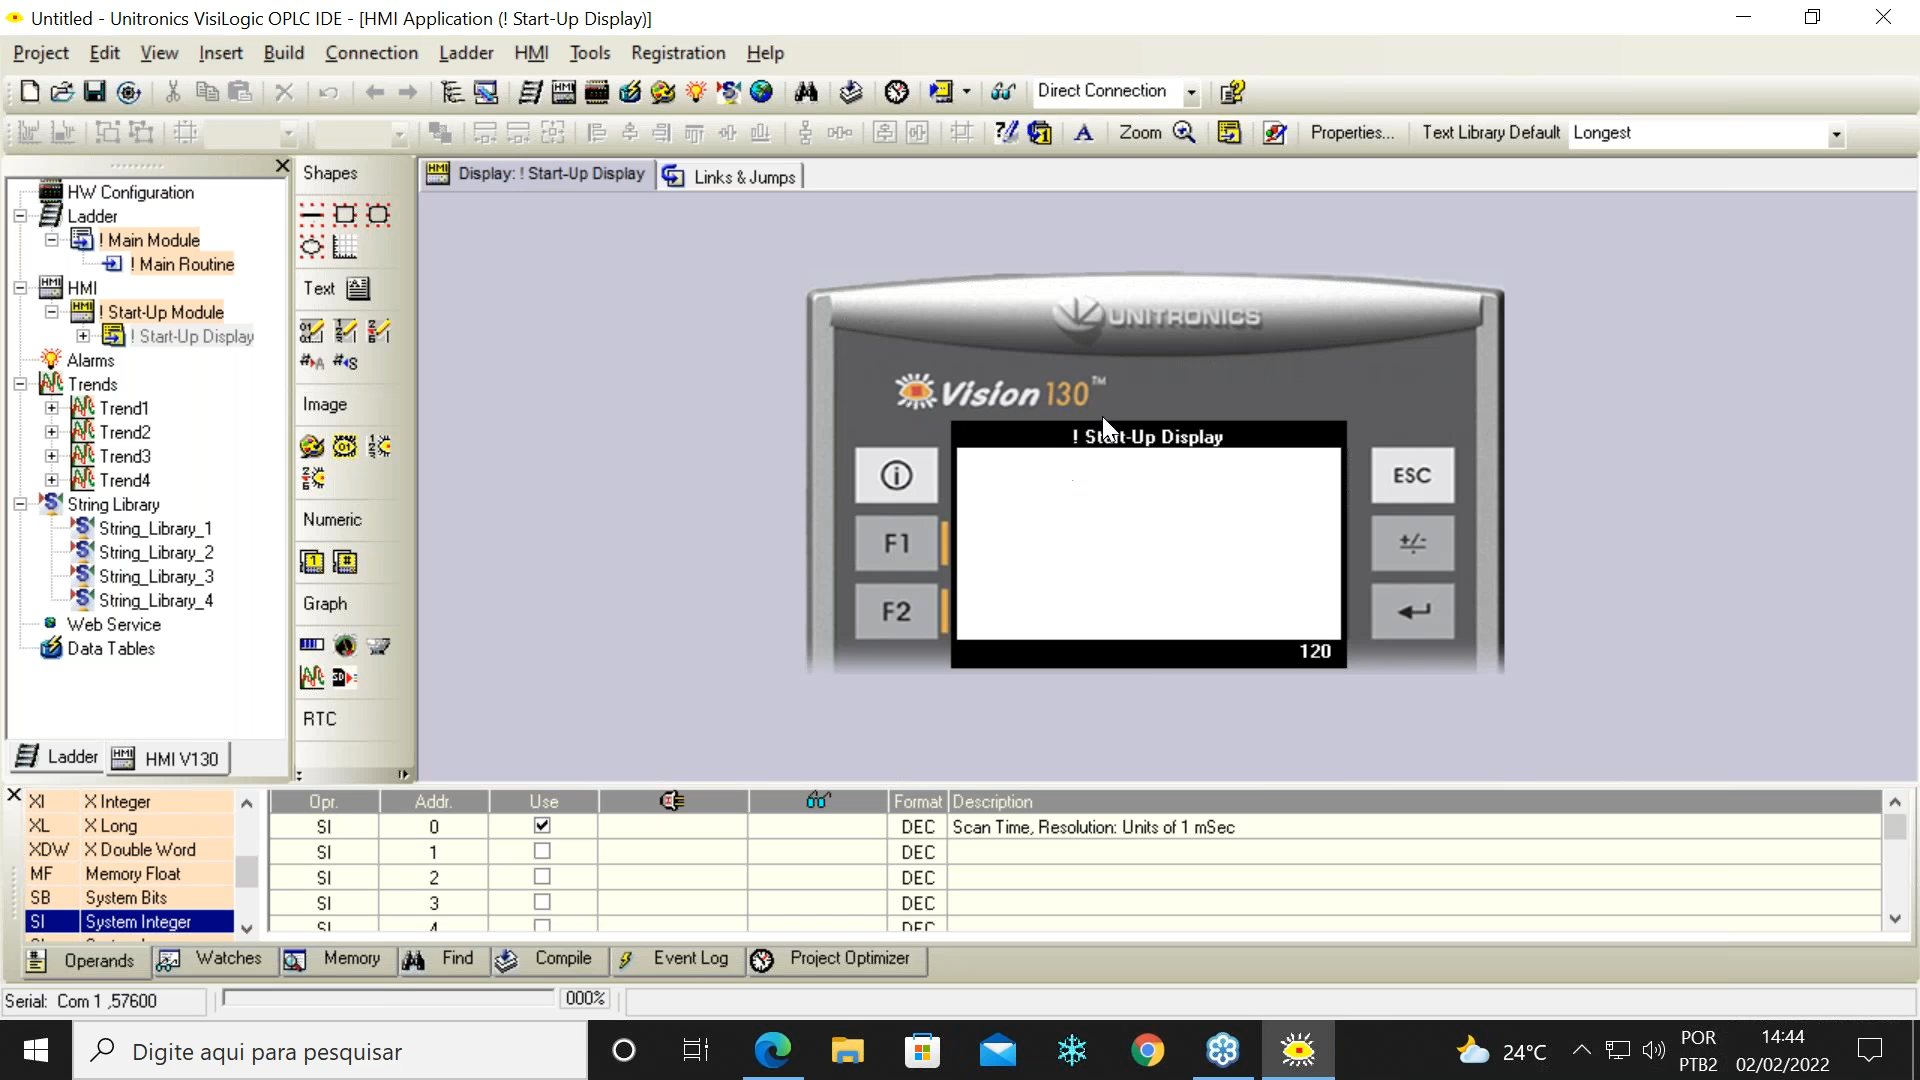 Untitled - Unitronics VisiLogic OPLC IDE - [HMI Application (! Start-Up Display)]
Project Edit View Insert Build Connection Ladder HMI Tools Registration Help
Direct Connection
Zoom Properties... Text Library Default Longest
HW Configuration
Ladder
! Main Module
! Main Routine
HMI
! Start-Up Module
! Start-Up Display
Alarms
Trends
Trend1
Trend2
Trend3
Trend4
String Library
String_Library_1
String_Library_2
String_Library_3
String_Library_4
Web Service
Data Tables
Ladder HMI V130
Shapes
Text
Image
Numeric
Graph
RTC
Display: ! Start-Up Display Links & Jumps
UNITRONICS
Vision 130™
! Start-Up Display
ESC
F1 +/-
F2
120
XI X Integer
XL X Long
XDW X Double Word
MF Memory Float
SB System Bits
SI System Integer
Opr. Addr. Use Format Description
SI 0 DEC Scan Time, Resolution: Units of 1 mSec
SI 1 DEC
SI 2 DEC
SI 3 DEC
SI 4 DEC
Operands Watches Memory Find Compile Event Log Project Optimizer
Serial: Com 1 ,57600 000%
Digite aqui para pesquisar
24°C
POR
PTB2
14:44
02/02/2022